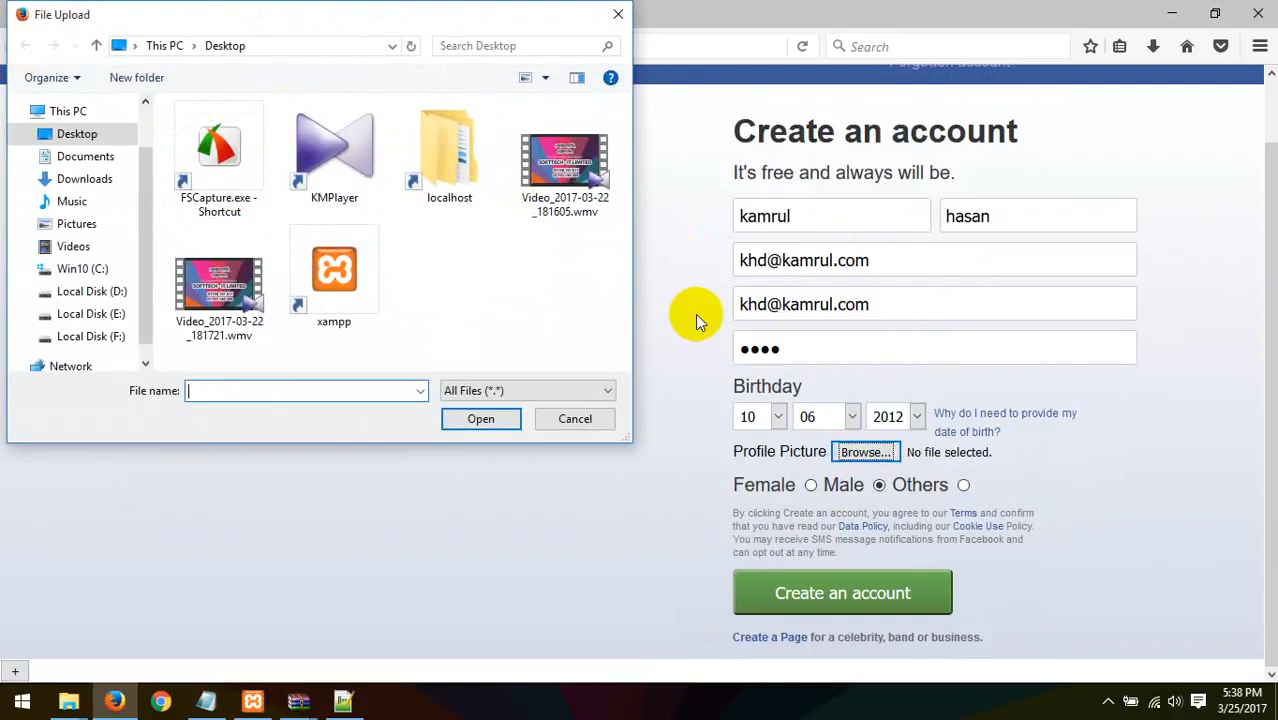 File Upload
This PC > Desktop
Search Desktop
Search
Organize
New folder
This PC
Desktop
Documents
Downloads
Music
Pictures
Videos
Win10 (C:)
Local Disk (D:)
Local Disk (E:)
Local Disk (F:)
Network
FSCapture.exe -
Shortcut
KMPlayer
localhost
Video_2017-03-22
_181605.wmv
Video_2017-03-22
_181721.wmv
xampp
File name:
All Files (*.*)
Open
Cancel
Forgotten account
Create an account
It's free and always will be.
kamrul
hasan
khd@kamrul.com
khd@kamrul.com
Birthday
10
06
2012
Why do I need to provide my
date of birth?
Profile Picture
Browse...
No file selected.
Female
Male
Others
By clicking Create an account, you agree to our Terms and confirm
that you have read our Data Policy, including our Cookie Use Policy.
You may receive SMS message notifications from Facebook and
can opt out at any time.
Create an account
Create a Page for a celebrity, band or business.
5:38 PM
3/25/2017